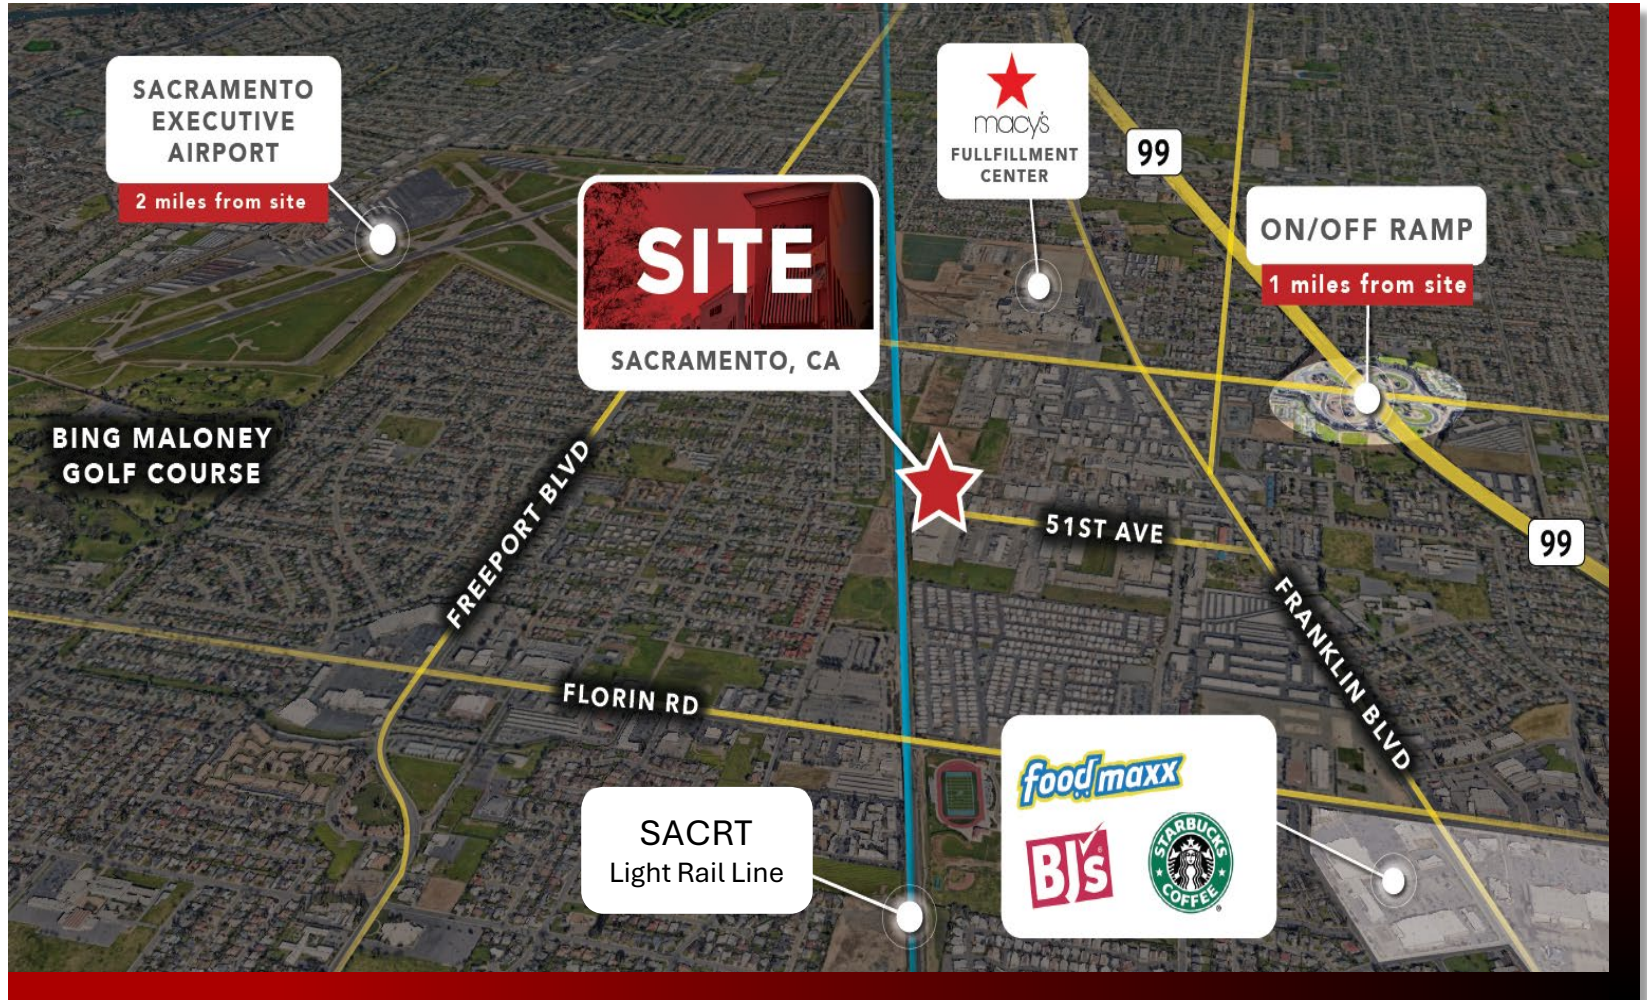 SACRAMENTO
EXECUTIVE
AIRPORT
2 miles from site
macy's
FULLFILLMENT
CENTER
99
SITE
SACRAMENTO, CA
ON/OFF RAMP
1 miles from site
BING MALONEY
GOLF COURSE
FREEPORT BLVD
51ST AVE
99
FRANKLIN BLVD
FLORIN RD
SACRT
Light Rail Line
foodmaxx
BJ's
STARBUCKS
COFFEE